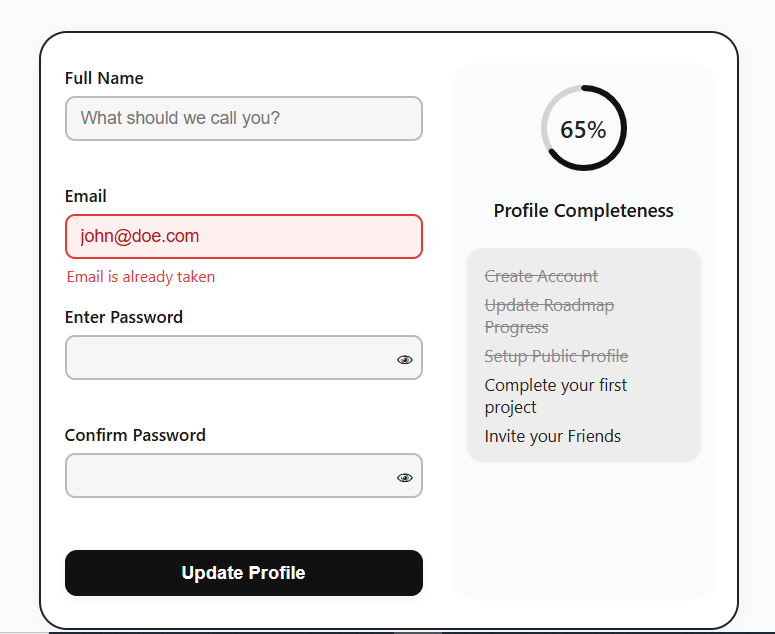 Full Name
What should we call you?
Email
john@doe.com
Email is already taken
Enter Password
Confirm Password
Update Profile
65%
Profile Completeness
Create Account
Update Roadmap
Progress
Setup Public Profile
Complete your first
project
Invite your Friends